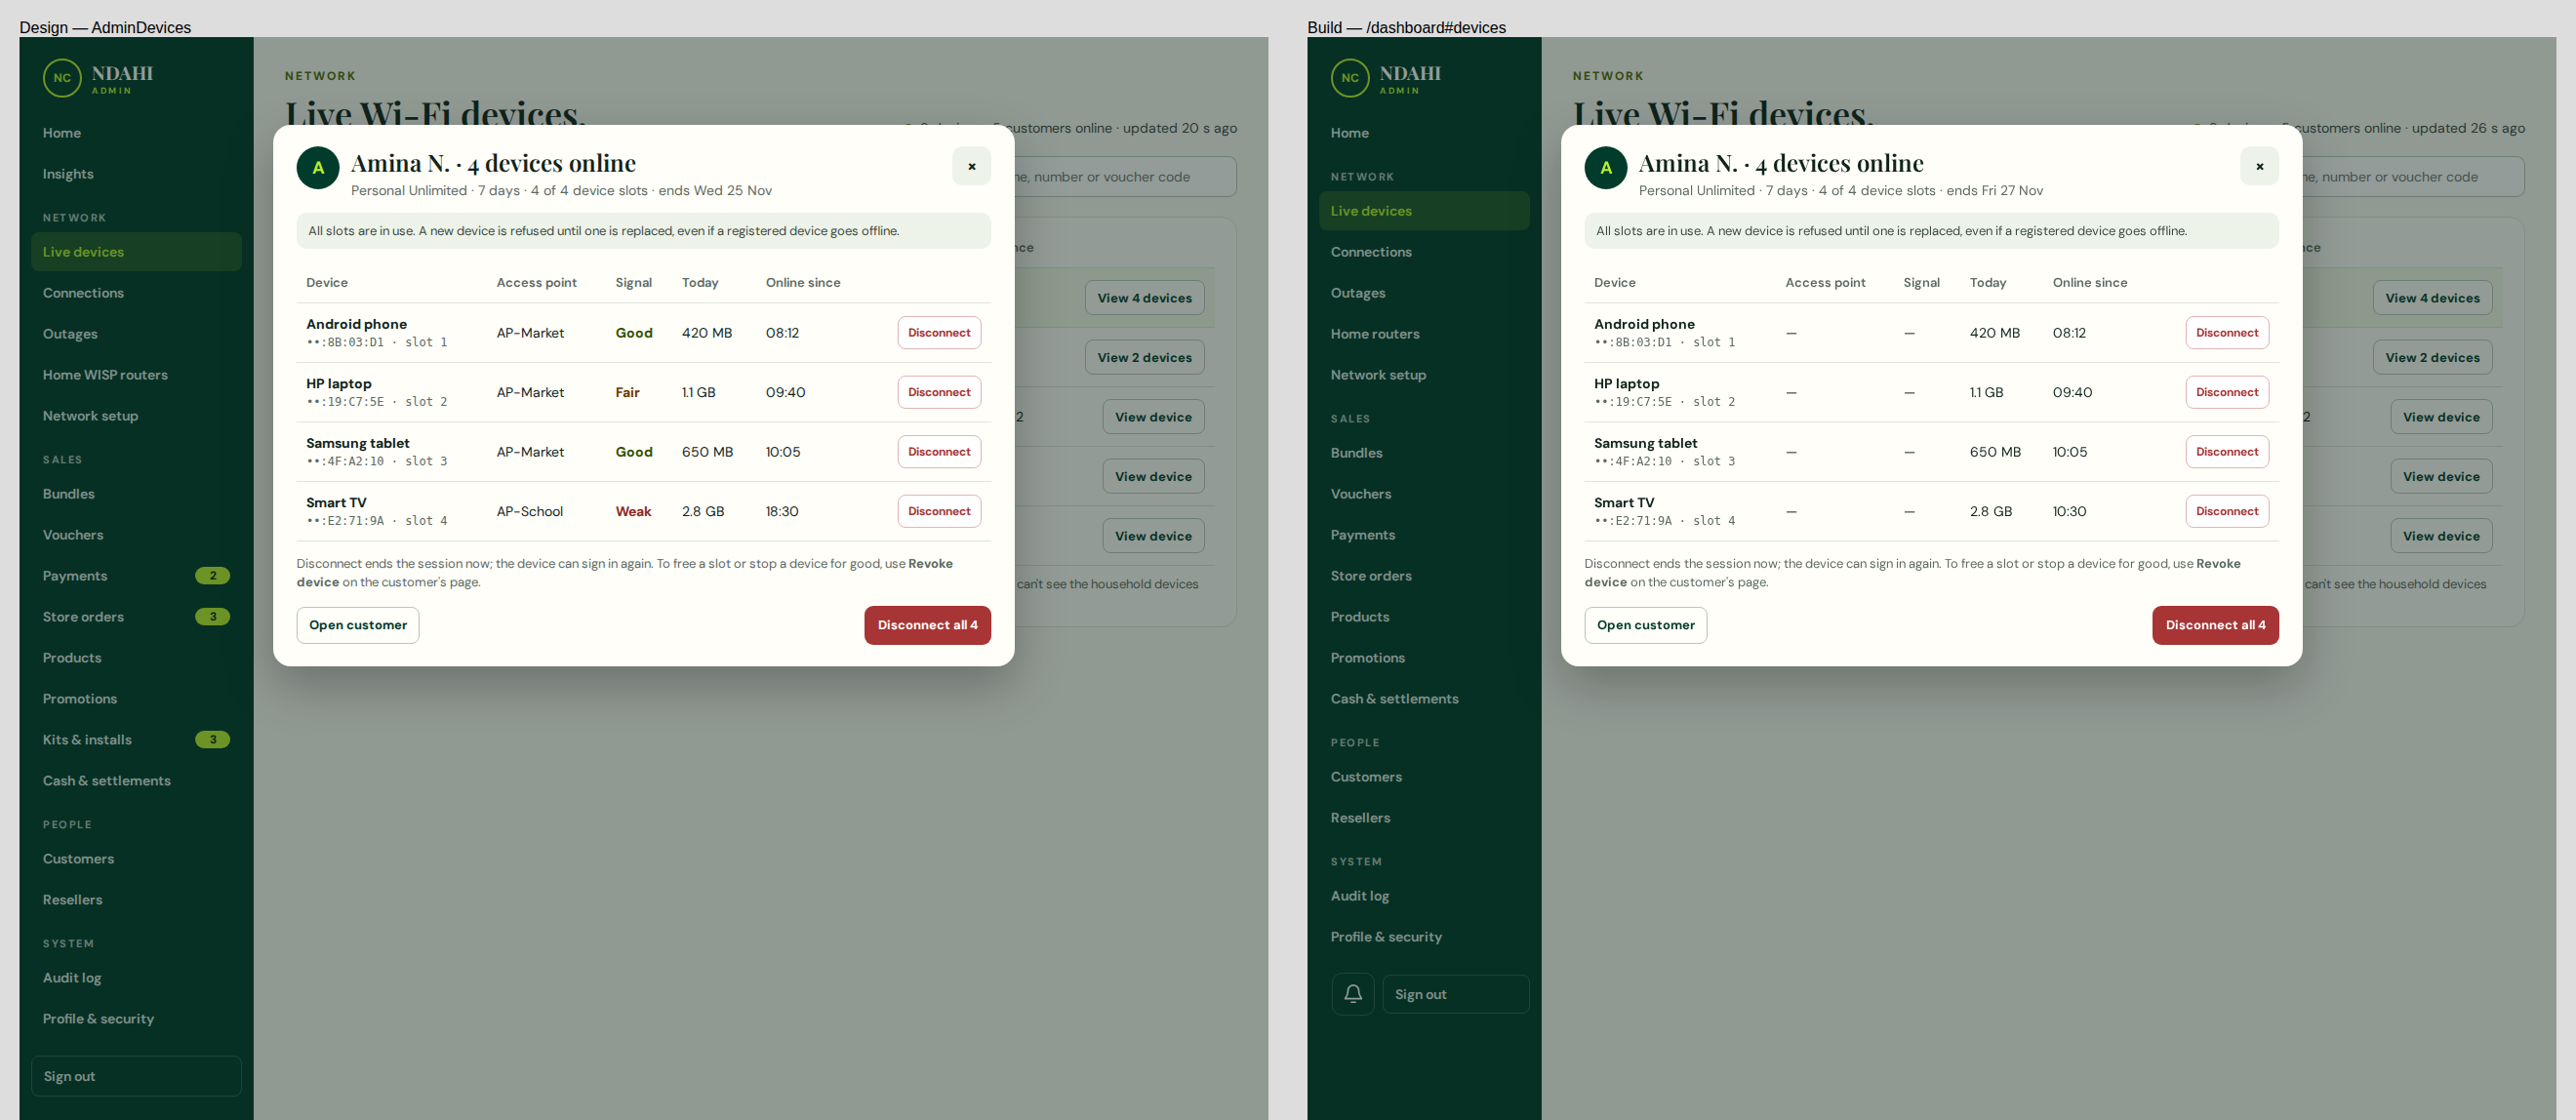 Design — AdminDevices
NC
NDAHI
ADMIN
Home
Insights
NETWORK
Live devices
Connections
Outages
Home WISP routers
Network setup
SALES
Bundles
Vouchers
Payments 2
Store orders 3
Products
Promotions
Kits & installs 3
Cash & settlements
PEOPLE
Customers
Resellers
SYSTEM
Audit log
Profile & security
Sign out
NETWORK
Live Wi-Fi devices.
customers online · updated 20 s ago
number or voucher code
View 4 devices
View 2 devices
View device
View device
View device
can't see the household devices
A
Amina N. · 4 devices online
×
Personal Unlimited · 7 days · 4 of 4 device slots · ends Wed 25 Nov
All slots are in use. A new device is refused until one is replaced, even if a registered device goes offline.
Device Access point Signal Today Online since
Android phone
••:8B:03:D1 · slot 1
AP-Market Good 420 MB 08:12 Disconnect
HP laptop
••:19:C7:5E · slot 2
AP-Market Fair 1.1 GB 09:40 Disconnect
Samsung tablet
••:4F:A2:10 · slot 3
AP-Market Good 650 MB 10:05 Disconnect
Smart TV
••:E2:71:9A · slot 4
AP-School Weak 2.8 GB 18:30 Disconnect
Disconnect ends the session now; the device can sign in again. To free a slot or stop a device for good, use Revoke
device on the customer's page.
Open customer Disconnect all 4
Build — /dashboard#devices
NC
NDAHI
ADMIN
Home
NETWORK
Live devices
Connections
Outages
Home routers
Network setup
SALES
Bundles
Vouchers
Payments
Store orders
Products
Promotions
Cash & settlements
PEOPLE
Customers
Resellers
SYSTEM
Audit log
Profile & security
Sign out
NETWORK
Live Wi-Fi devices.
customers online · updated 26 s ago
number or voucher code
View 4 devices
View 2 devices
View device
View device
View device
can't see the household devices
A
Amina N. · 4 devices online
×
Personal Unlimited · 7 days · 4 of 4 device slots · ends Fri 27 Nov
All slots are in use. A new device is refused until one is replaced, even if a registered device goes offline.
Device Access point Signal Today Online since
Android phone
••:8B:03:D1 · slot 1
— — 420 MB 08:12 Disconnect
HP laptop
••:19:C7:5E · slot 2
— — 1.1 GB 09:40 Disconnect
Samsung tablet
••:4F:A2:10 · slot 3
— — 650 MB 10:05 Disconnect
Smart TV
••:E2:71:9A · slot 4
— — 2.8 GB 10:30 Disconnect
Disconnect ends the session now; the device can sign in again. To free a slot or stop a device for good, use Revoke
device on the customer's page.
Open customer Disconnect all 4